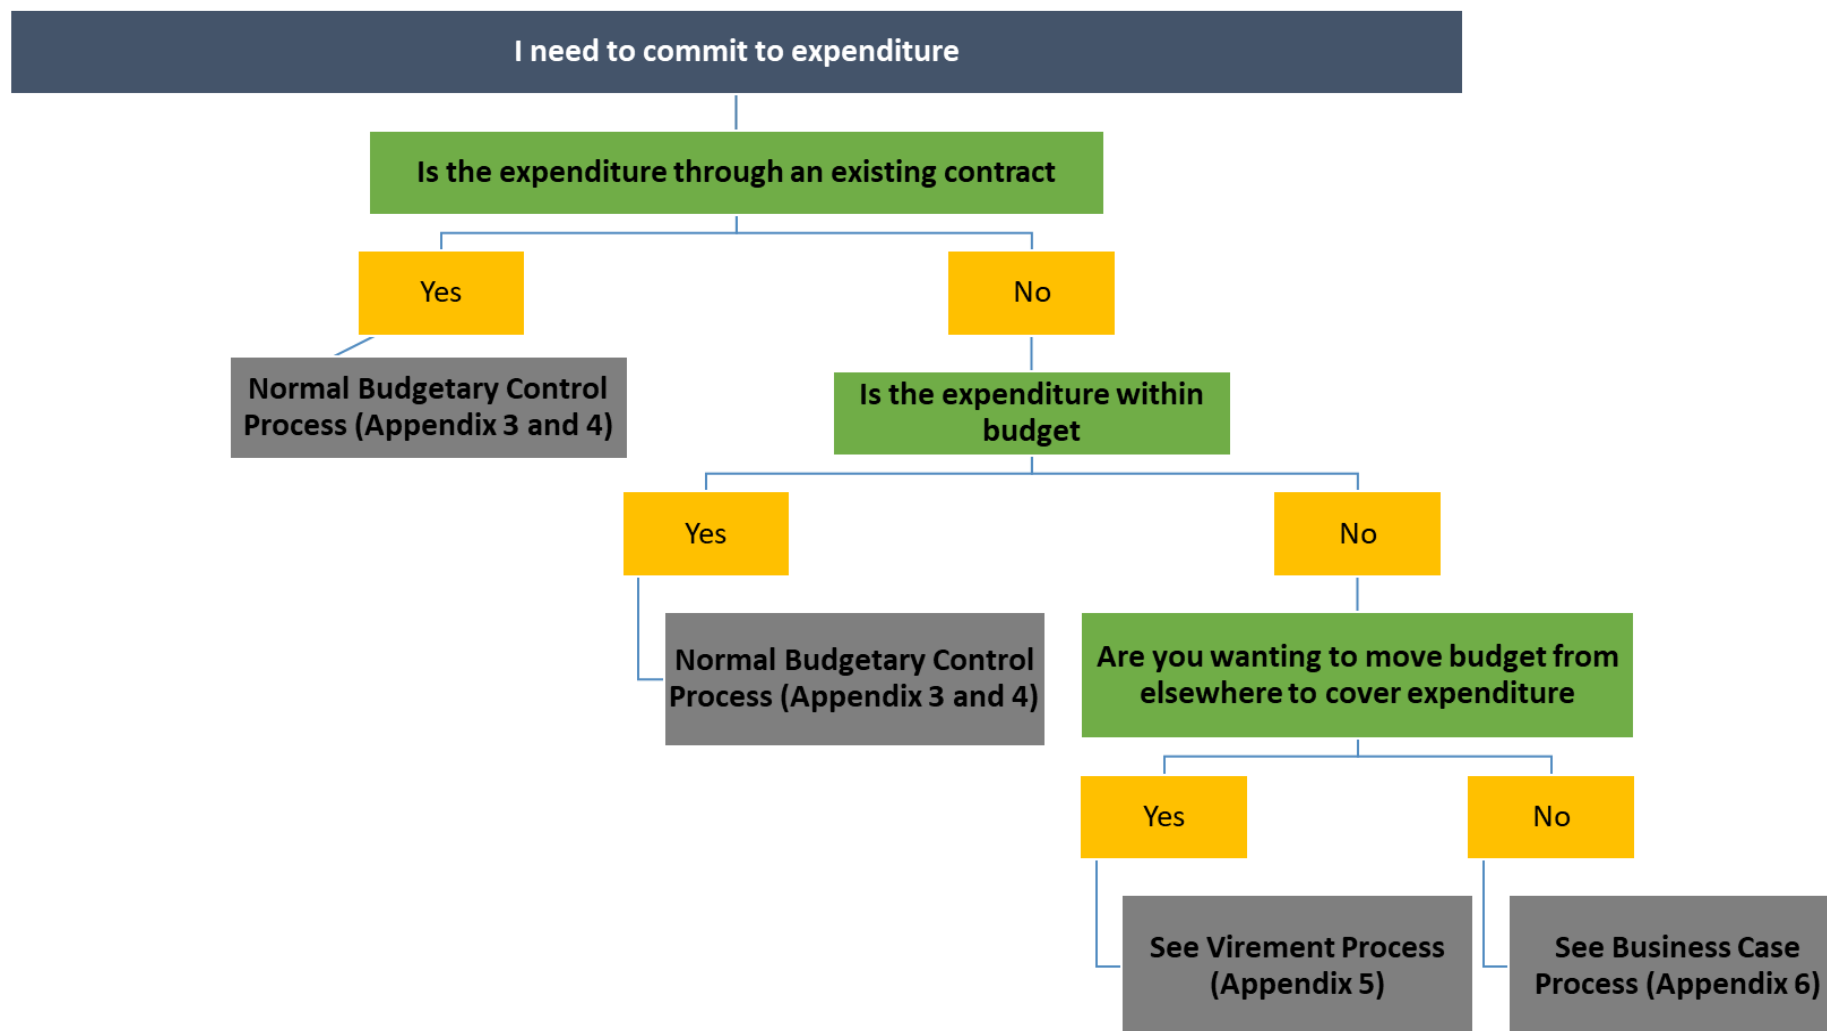 I need to commit to expenditure
Is the expenditure through an existing contract
Yes
No
Normal Budgetary Control
Process (Appendix 3 and 4)
Is the expenditure within
budget
Yes
No
Normal Budgetary Control
Process (Appendix 3 and 4)
Are you wanting to move budget from
elsewhere to cover expenditure
Yes
No
See Virement Process
(Appendix 5)
See Business Case
Process (Appendix 6)